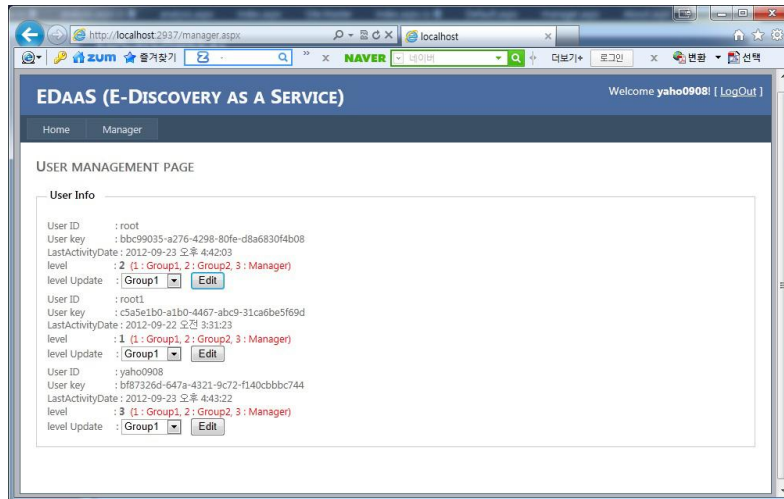 http://localhost:2937/manager.aspx
localhost
zum 즐겨찾기
NAVER 네이버 더보기+ 로그인 변환 선택
EDAAS (E-DISCOVERY AS A SERVICE)
Welcome yaho0908! [ LogOut ]
Home Manager
USER MANAGEMENT PAGE
User Info
User ID : root
User key : bbc99035-a276-4298-80fe-d8a6830f4b08
LastActivityDate : 2012-09-23 오후 4:42:03
level : 2 (1 : Group1, 2 : Group2, 3 : Manager)
level Update : Group1 Edit
User ID : root1
User key : c5a5e1b0-a1b0-4467-abc9-31ca6be5f69d
LastActivityDate : 2012-09-22 오전 3:31:23
level : 1 (1 : Group1, 2 : Group2, 3 : Manager)
level Update : Group1 Edit
User ID : yaho0908
User key : bf87326d-647a-4321-9c72-f140cbbbc744
LastActivityDate : 2012-09-23 오후 4:43:22
level : 3 (1 : Group1, 2 : Group2, 3 : Manager)
level Update : Group1 Edit